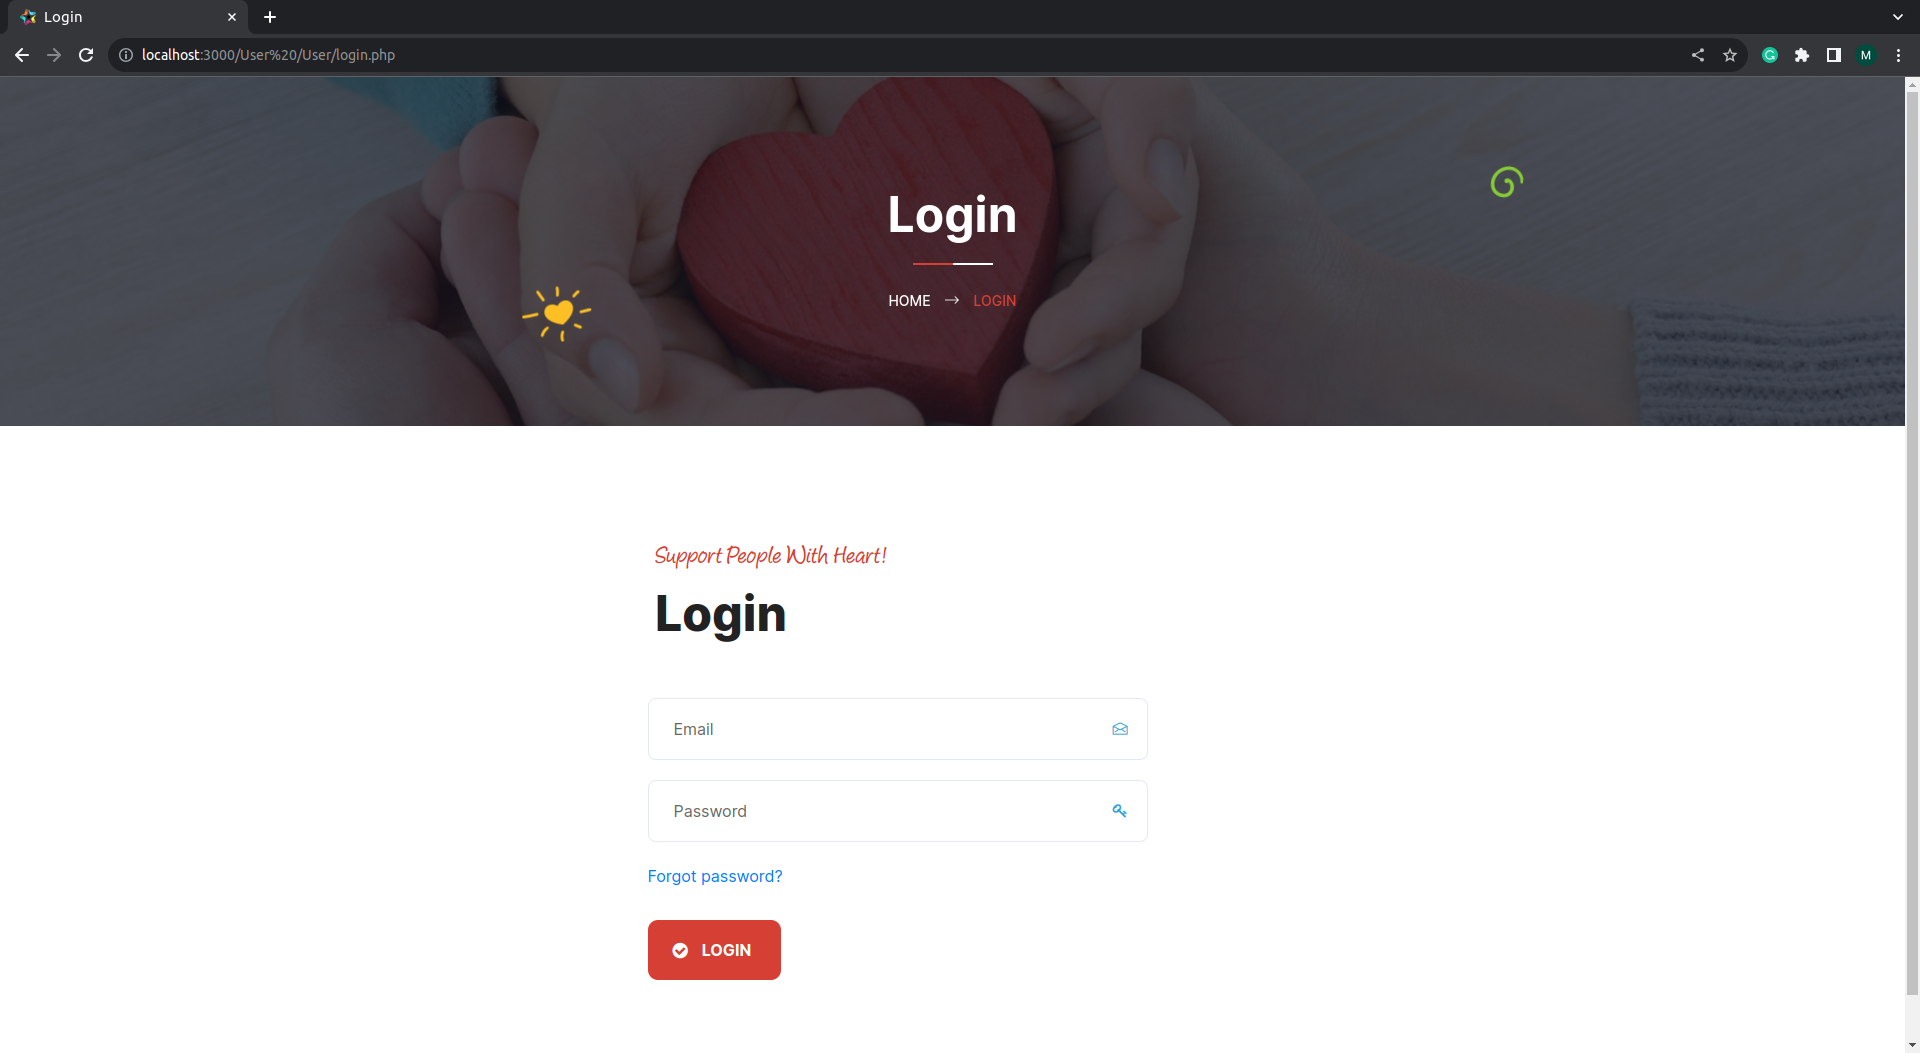 Login
localhost:3000/User%20/User/login.php
M
Login
HOME → LOGIN
Support People With Heart!
Login
Email
Password
Forgot password?
LOGIN